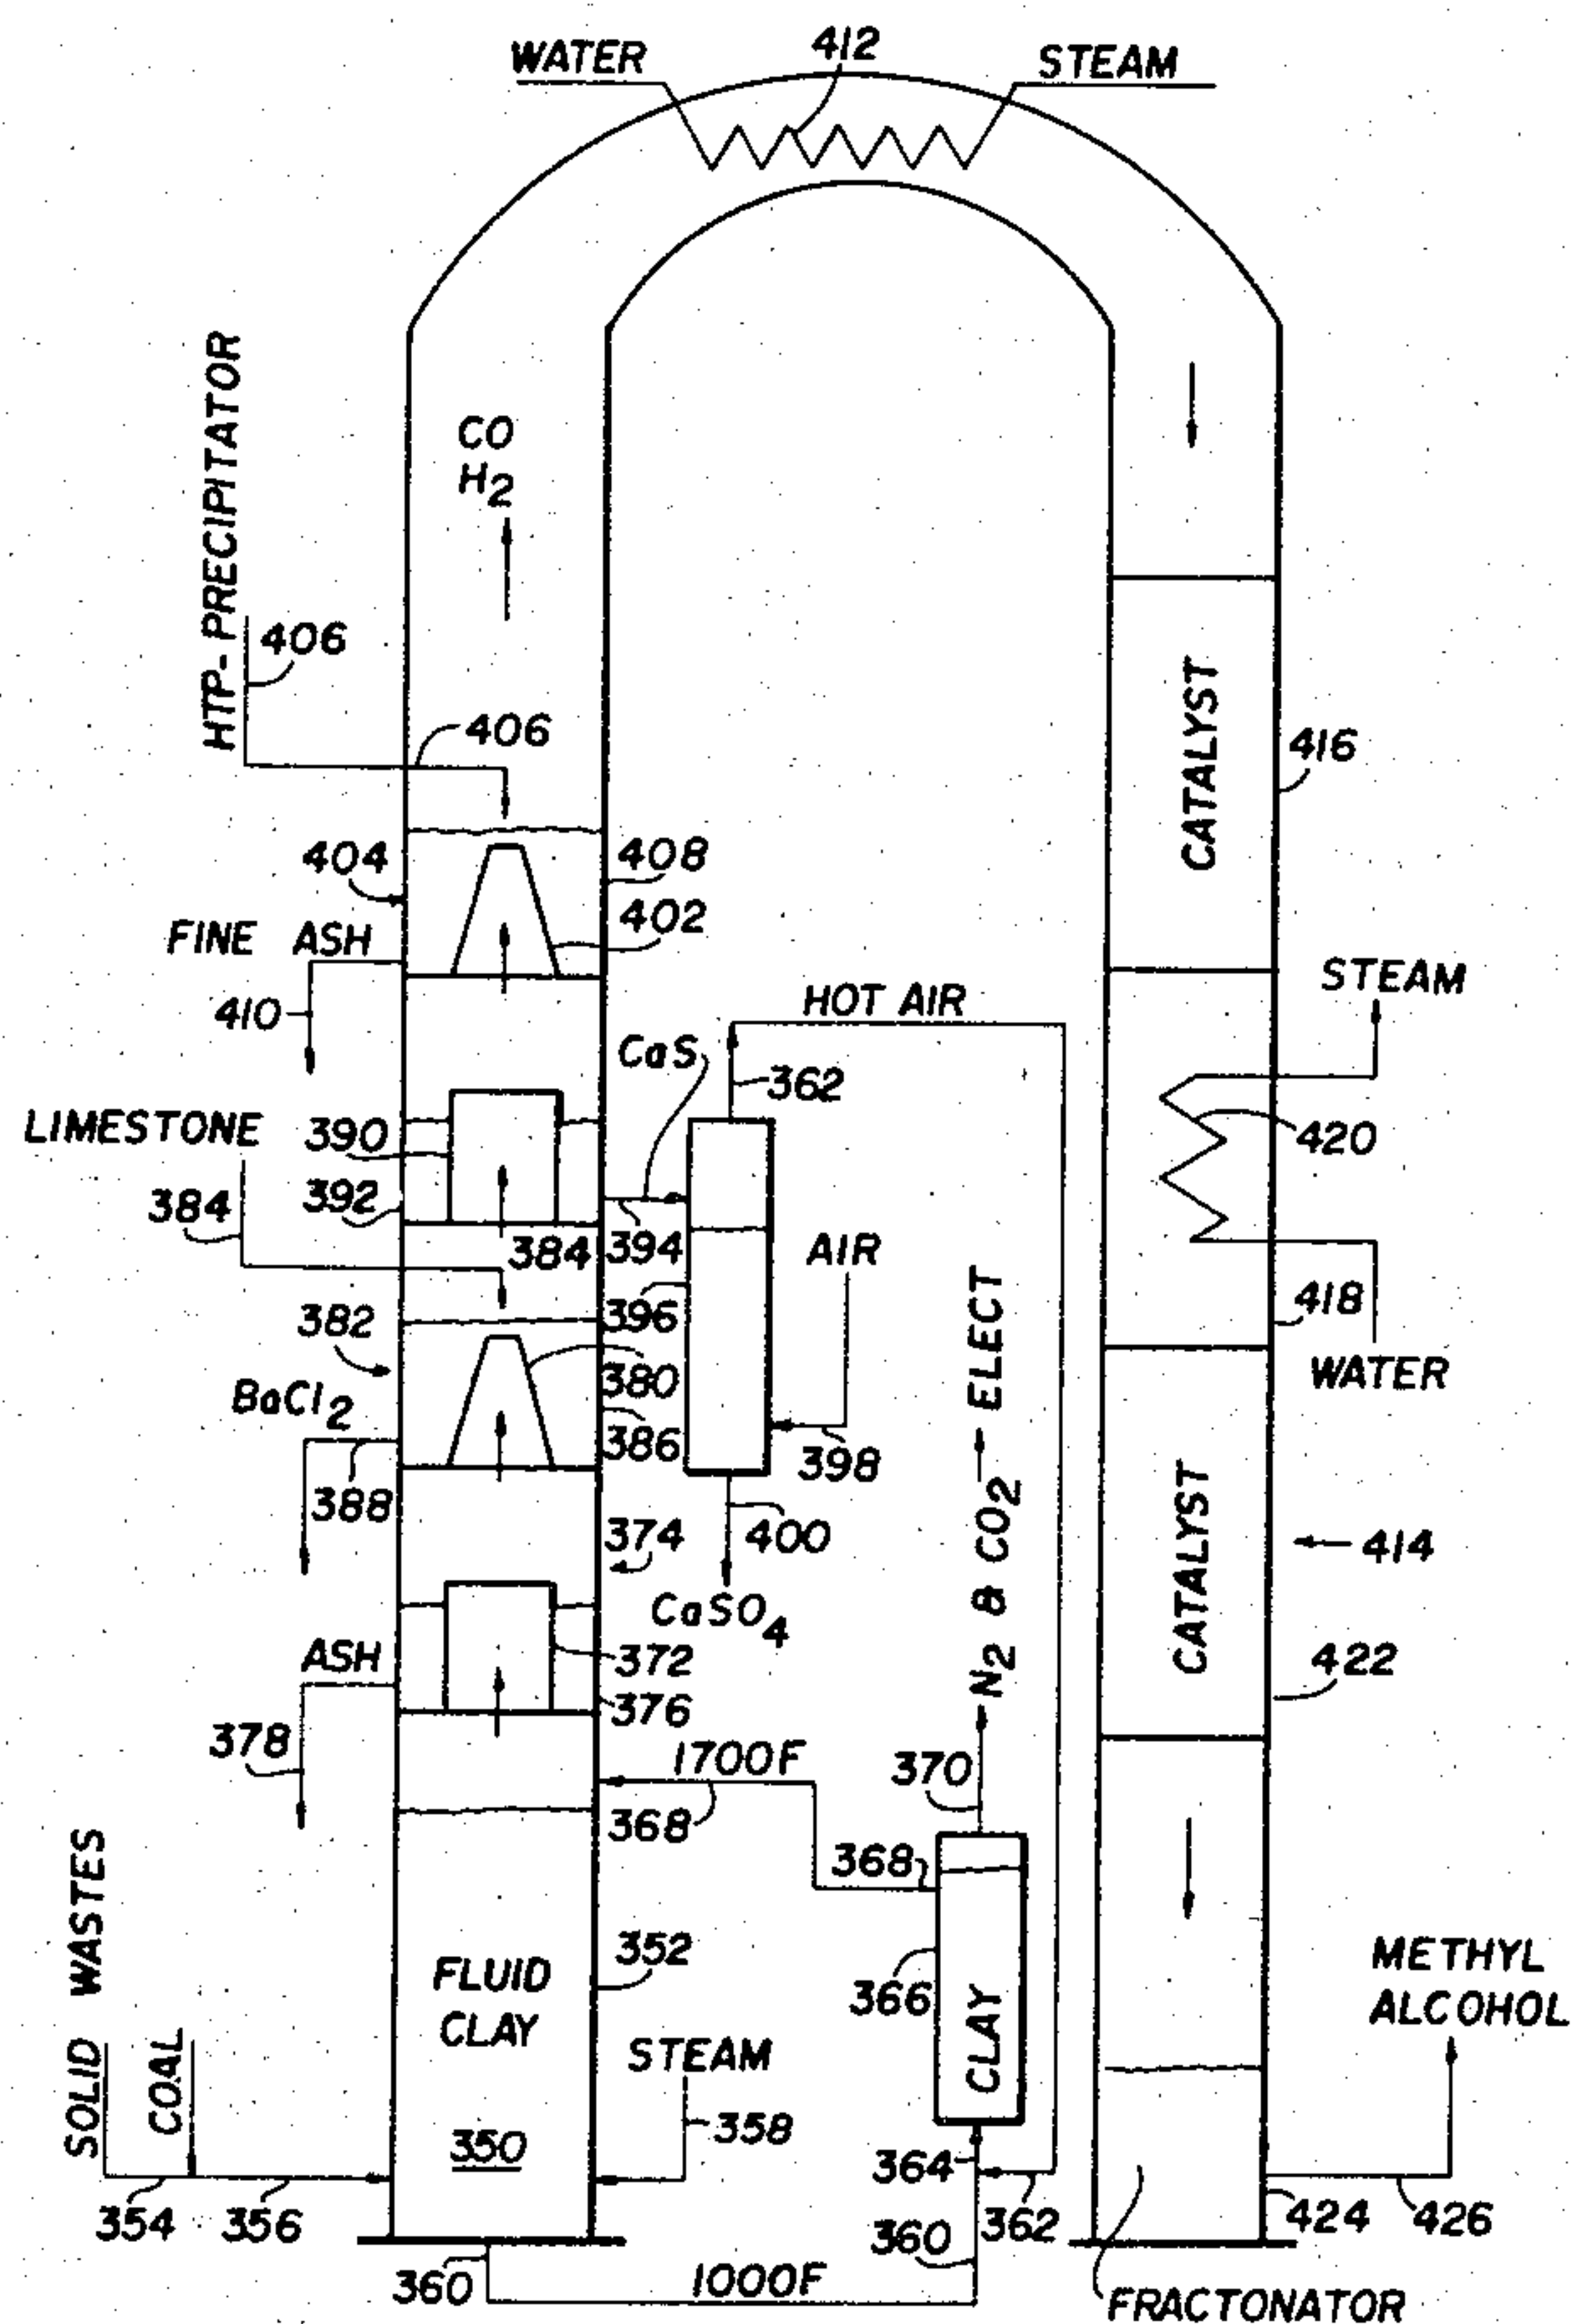 WATER
412
STEAM
HTP-PRECIPITATOR
CO
H2
406
406
CATALYST
416
404
408
402
FINE ASH
410
HOT AIR
STEAM
CaS
362
LIMESTONE
390
420
384
392
384
394
AIR
396
418
382
380
WATER
BaCl2
386
398
388
N2 & CO2 → ELECT
CATALYST
374
400
414
CaSO4
ASH
372
422
376
378
1700F
370
368
368
SOLID WASTES
352
FLUID
CLAY
366
CLAY
METHYL
ALCOHOL
COAL
STEAM
350
358
364
354
356
360
362
424
426
360
1000F
FRACTONATOR